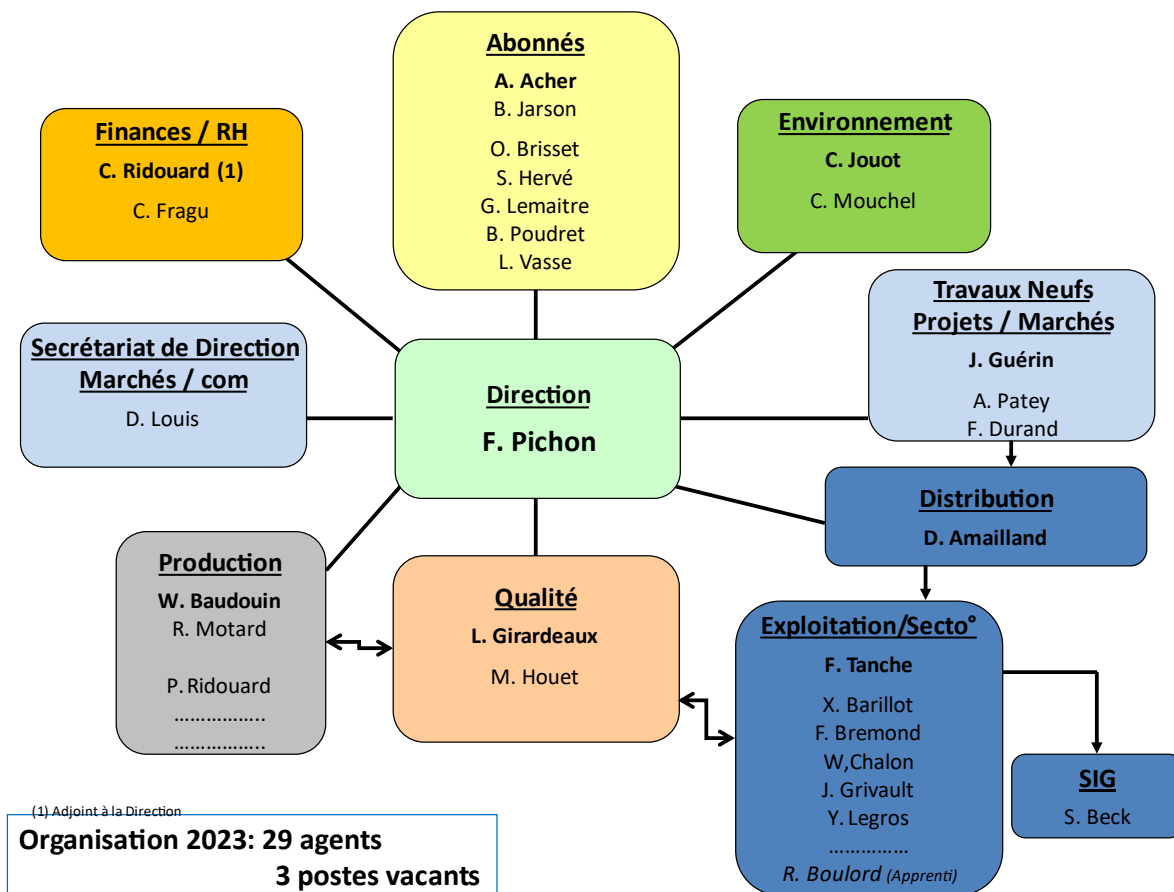 Abonnés
A. Acher
B. Jarson
O. Brisset
S. Hervé
G. Lemaitre
B. Poudret
L. Vasse
Finances / RH
C. Ridouard (1)
C. Fragu
Environnement
C. Jouot
C. Mouchel
Secrétariat de Direction
Marchés / com
D. Louis
Direction
F. Pichon
Travaux Neufs
Projets / Marchés
J. Guérin
A. Patey
F. Durand
Distribution
D. Amailland
Production
W. Baudouin
R. Motard
P. Ridouard
……………..
……………..
Qualité
L. Girardeaux
M. Houet
Exploitation/Secto°
F. Tanche
X. Barillot
F. Bremond
W,Chalon
J. Grivault
Y. Legros
……………
R. Boulord (Apprenti)
SIG
S. Beck
(1) Adjoint à la Direction
Organisation 2023: 29 agents
3 postes vacants